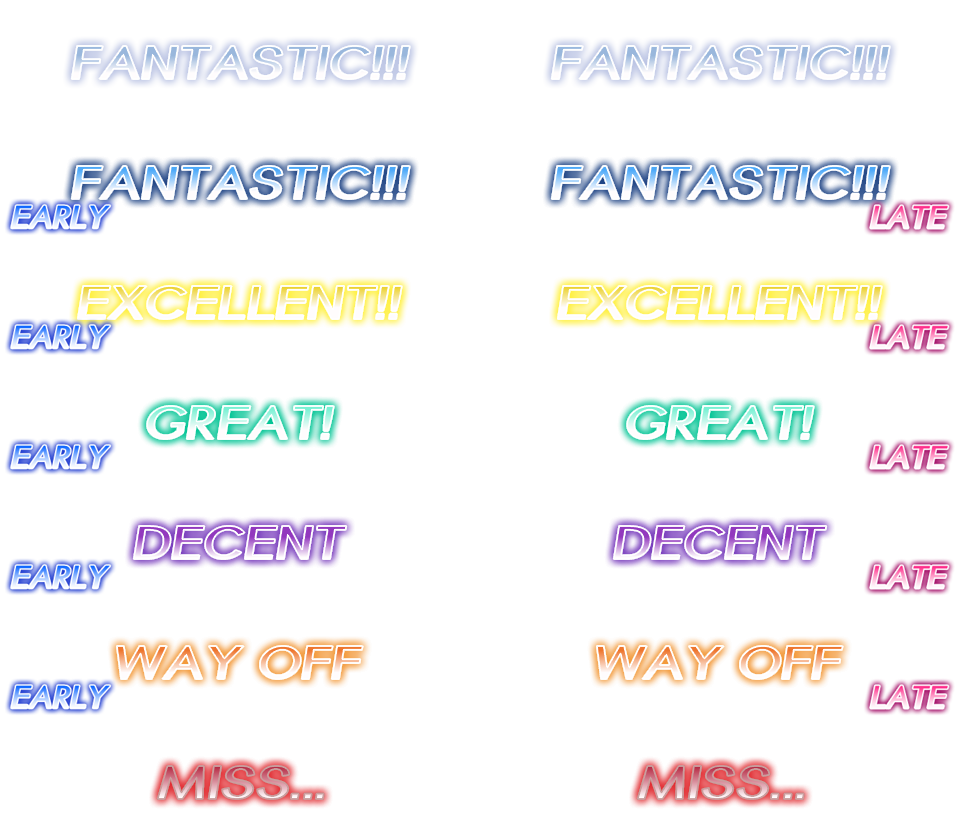 FANTASTIC!!! FANTASTIC!!!
FANTASTIC!!! FANTASTIC!!!
EARLY LATE
EXCELLENT!! EXCELLENT!!
EARLY LATE
GREAT! GREAT!
EARLY LATE
DECENT DECENT
EARLY LATE
WAY OFF WAY OFF
EARLY LATE
MISS... MISS...